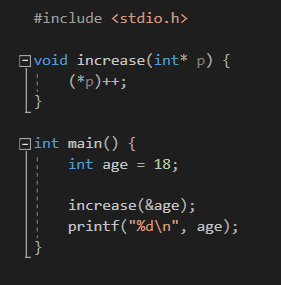 #include <stdio.h>
void increase(int* p) {
    (*p)++;
}
int main() {
    int age = 18;
    increase(&age);
    printf("%d\n", age);
}